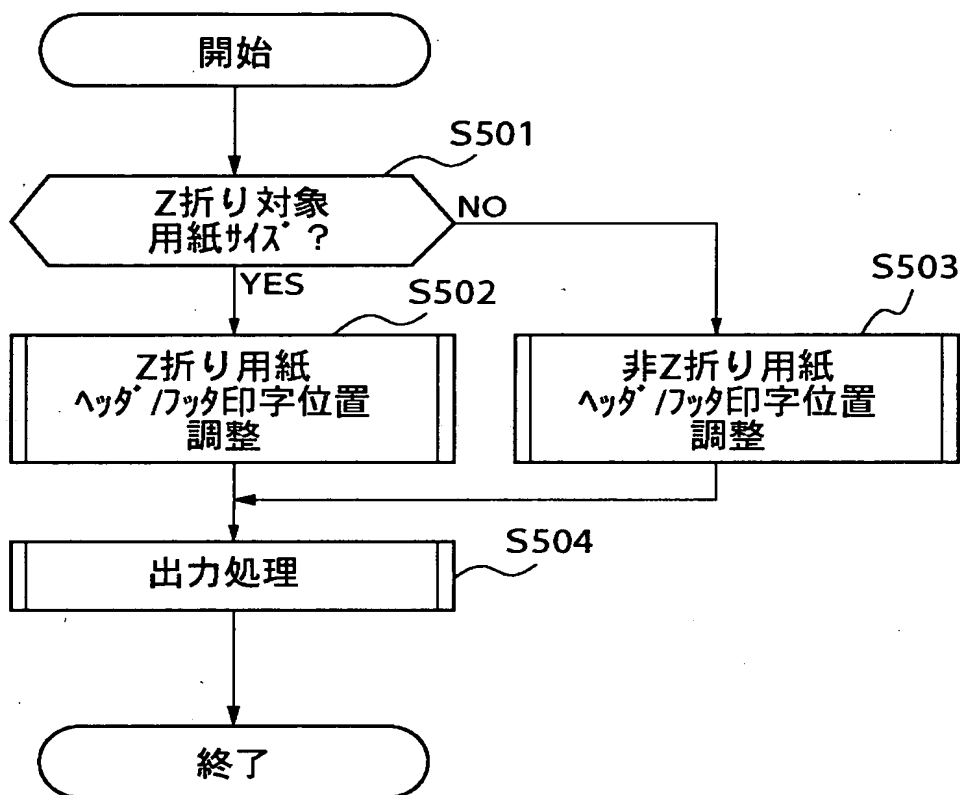 開始
S501
Z折り対象
用紙ｻｲｽﾞ?
NO
YES
S502
S503
Z折り用紙
ﾍｯﾀﾞ/ﾌｯﾀ印字位置
調整
非Z折り用紙
ﾍｯﾀﾞ/ﾌｯﾀ印字位置
調整
S504
出力処理
終了